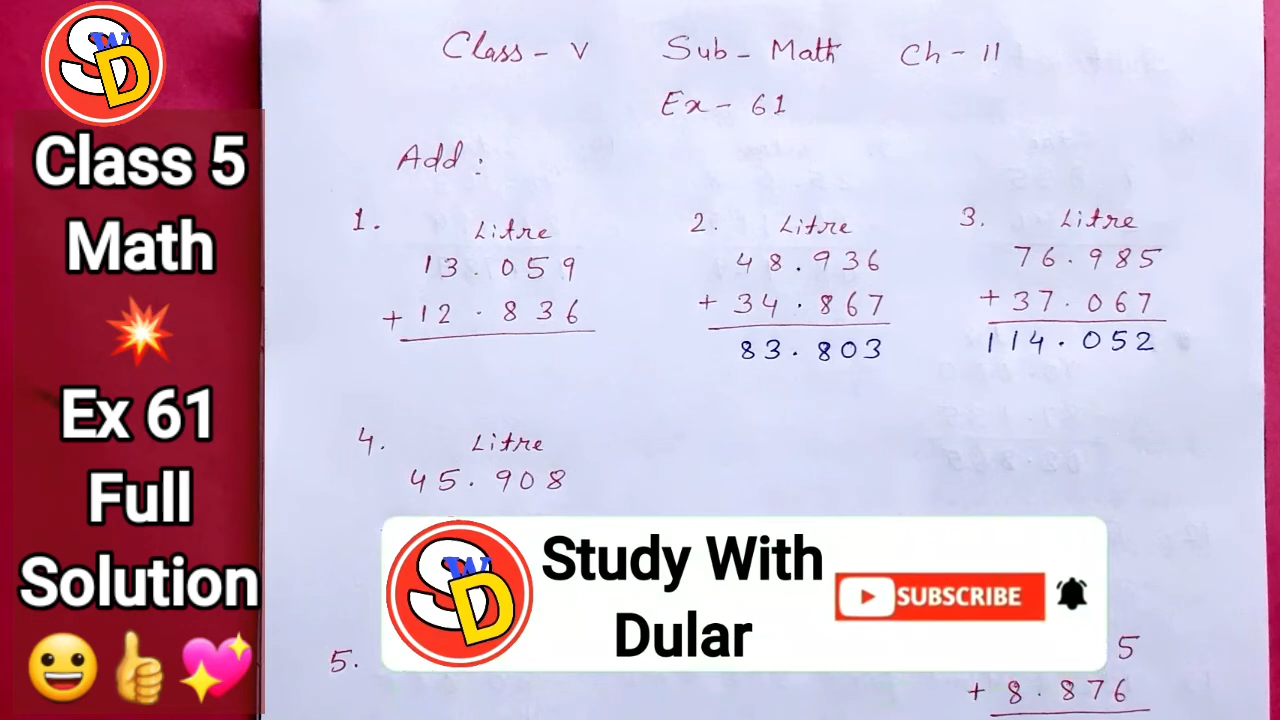 SWD
Class 5
Math
Ex 61
Full
Solution
Class - V Sub - Math Ch - 11
Ex - 61
Add :
1. Litre
13.059
+ 12.836
2. Litre
48.936
+ 34.867
83.803
3. Litre
76.985
+ 37.067
114.052
4. Litre
45.908
SWD
Study With
Dular
SUBSCRIBE
5.
5
+ 8.876